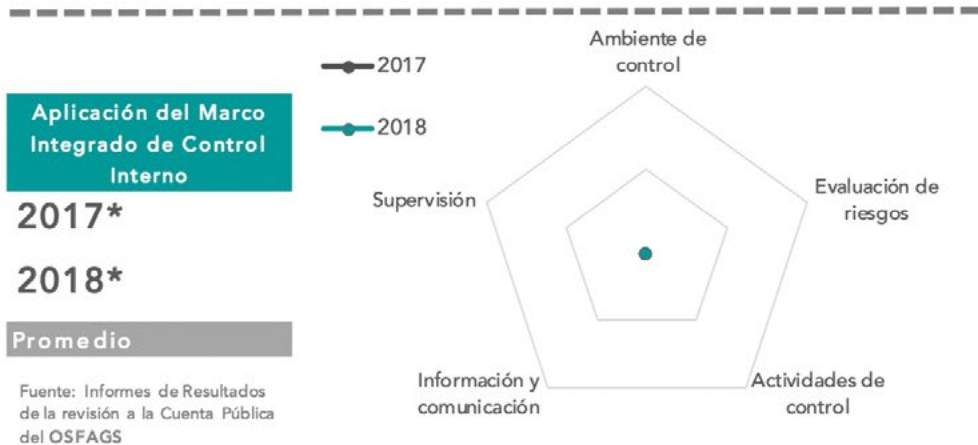 Aplicación del Marco
Integrado de Control
Interno
2017*
2018*
Promedio
Fuente: Informes de Resultados
de la revisión a la Cuenta Pública
del OSFAGS
2017
2018
Ambiente de
control
Evaluación de
riesgos
Actividades de
control
Información y
comunicación
Supervisión